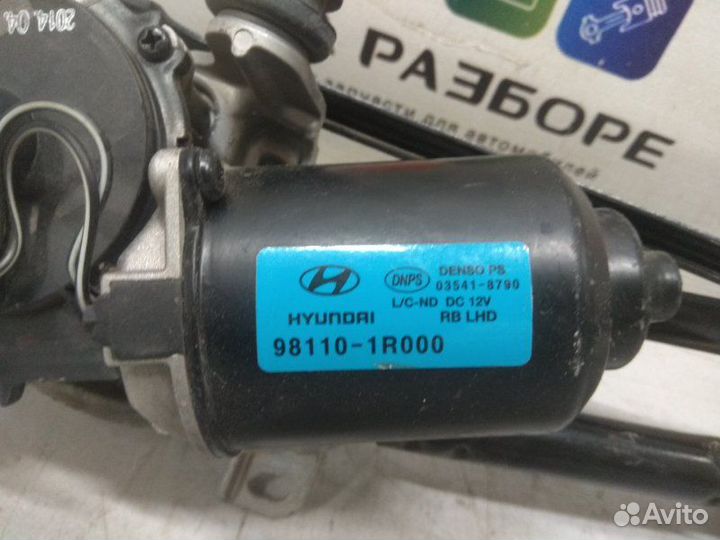 2014.04.
РАЗБОРЕ
запчасти для автомобилей
DNPS
DENSO PS
03541-8790
L/C-ND DC 12V
HYUNDAI
RB LHD
98110-1R000
Avito